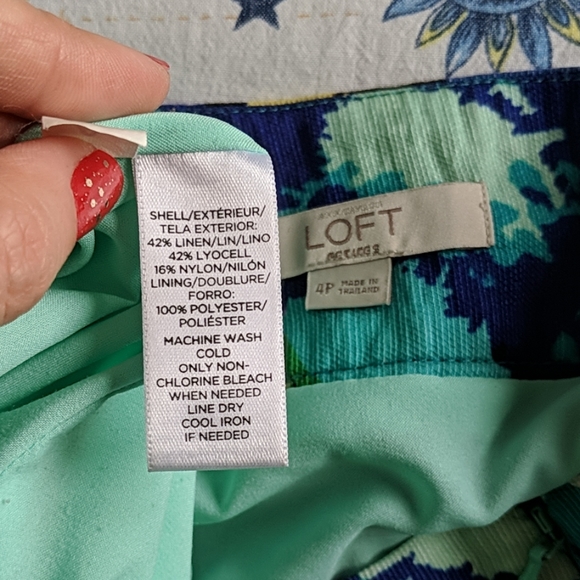 SHELL/EXTÉRIEUR/
TELA EXTERIOR:
42% LINEN/LIN/LINO
42% LYOCELL
16% NYLON/NILÓN
LINING/DOUBLURE/
FORRO:
100% POLYESTER/
POLIÉSTER
MACHINE WASH
COLD
ONLY NON-
CHLORINE BLEACH
WHEN NEEDED
LINE DRY
COOL IRON
IF NEEDED
LOFT
4P
MADE IN
THAILAND